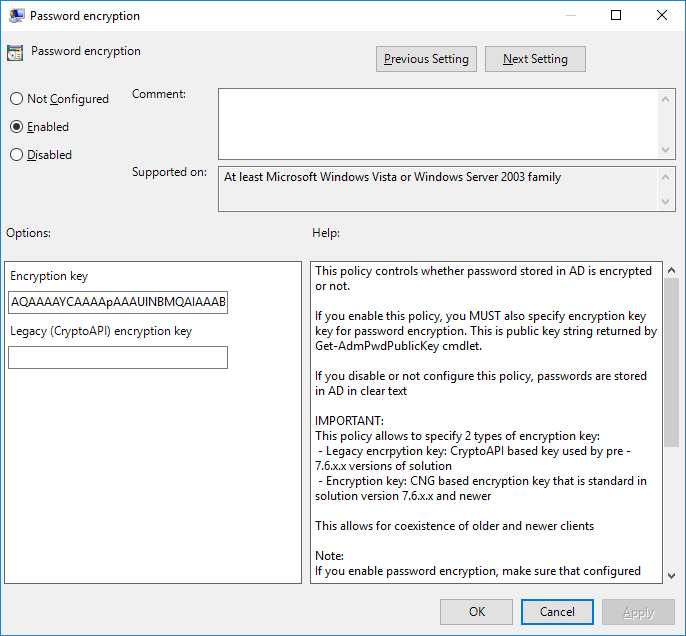 Password encryption
Password encryption
Previous Setting
Next Setting
Not Configured
Enabled
Disabled
Comment:
Supported on:
At least Microsoft Windows Vista or Windows Server 2003 family
Options:
Help:
Encryption key
AQAAAAYCAAAApAAAUlNBMQAIAAAB
Legacy (CryptoAPI) encryption key
This policy controls whether password stored in AD is encrypted
or not.
If you enable this policy, you MUST also specify encryption key
key for password encryption. This is public key string returned by
Get-AdmPwdPublicKey cmdlet.
If you disable or not configure this policy, passwords are stored
in AD in clear text
IMPORTANT:
This policy allows to specify 2 types of encryption key:
- Legacy encrpytion key: CryptoAPI based key used by pre -
7.6.x.x versions of solution
- Encryption key: CNG based encryption key that is standard in
solution version 7.6.x.x and newer
This allows for coexistence of older and newer clients
Note:
If you enable password encryption, make sure that configured
OK
Cancel
Apply